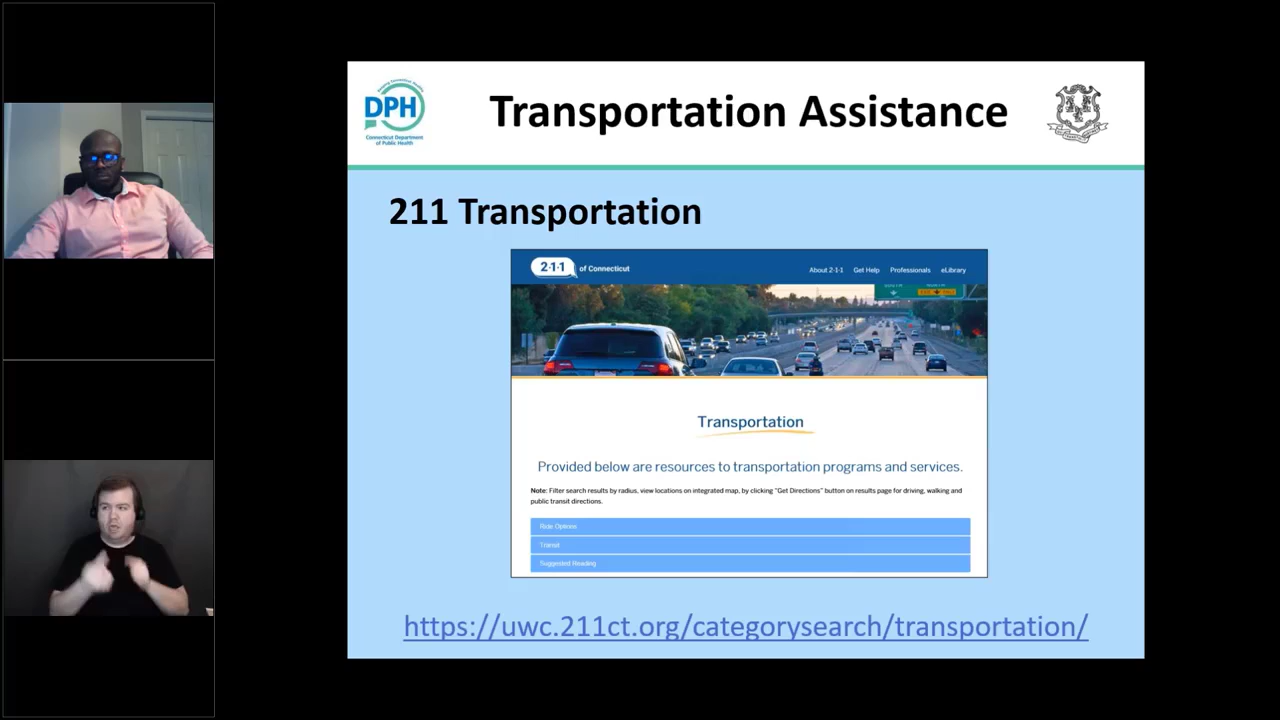 DPH
Connecticut Department
of Public Health
Transportation Assistance
211 Transportation
2-1-1 of Connecticut
About 2-1-1 Get Help Professionals eLibrary
Transportation
Provided below are resources to transportation programs and services.
Note: Filter search results by radius, view locations on integrated map, by clicking "Get Directions" button on results page for driving, walking and
public transit directions.
Ride Options
Transit
Suggested Reading
https://uwc.211ct.org/categorysearch/transportation/